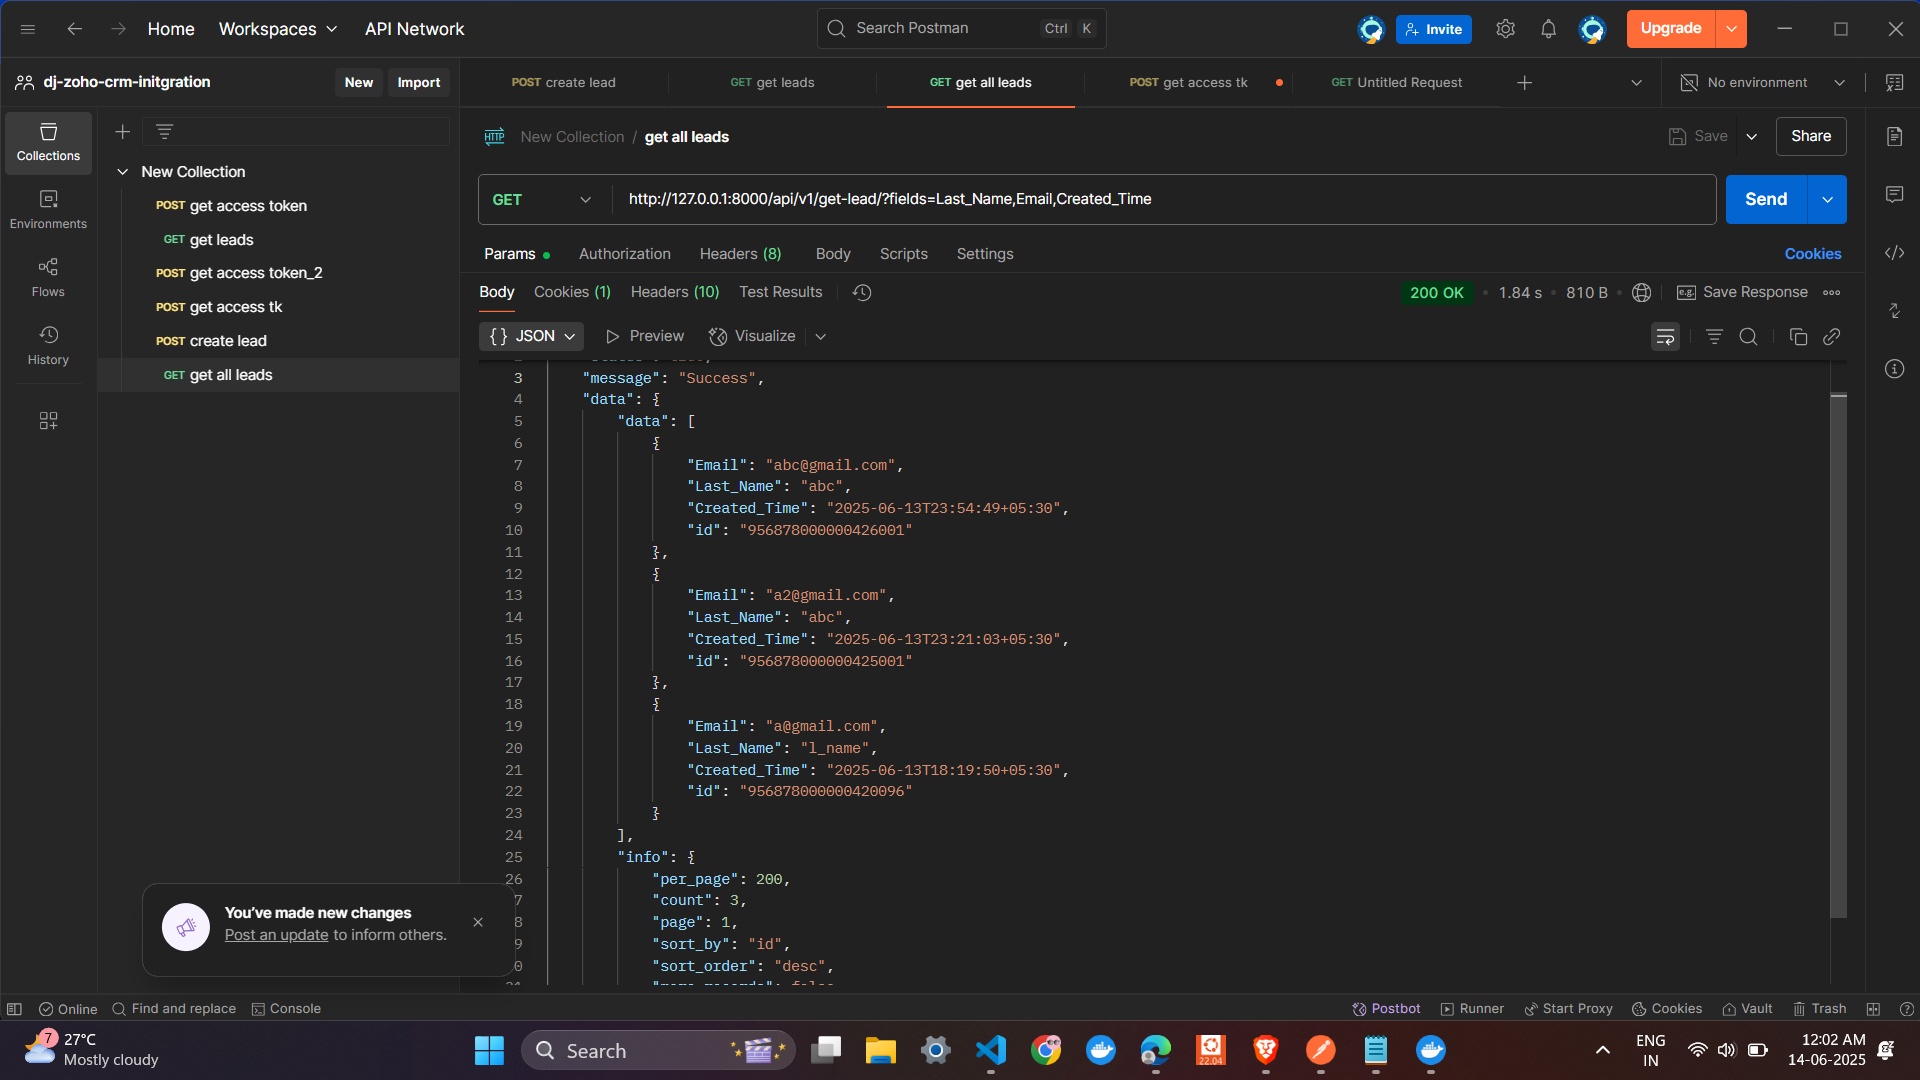 Home
Workspaces
API Network
Search Postman
Ctrl
K
Invite
Upgrade
dj-zoho-crm-initgration
New
Import
POST create lead
GET get leads
GET get all leads
POST get access tk
GET Untitled Request
No environment
Collections
Environments
Flows
History
New Collection
POST get access token
GET get leads
POST get access token_2
POST get access tk
POST create lead
GET get all leads
HTTP
New Collection / get all leads
Save
Share
GET
http://127.0.0.1:8000/api/v1/get-lead/?fields=Last_Name,Email,Created_Time
Send
Params
Authorization
Headers (8)
Body
Scripts
Settings
Cookies
Body
Cookies (1)
Headers (10)
Test Results
200 OK
1.84 s
810 B
e.g.
Save Response
{} JSON
Preview
Visualize
3 "message": "Success",
4 "data": {
5 "data": [
6 {
7 "Email": "abc@gmail.com",
8 "Last_Name": "abc",
9 "Created_Time": "2025-06-13T23:54:49+05:30",
10 "id": "956878000000426001"
11 },
12 {
13 "Email": "a2@gmail.com",
14 "Last_Name": "abc",
15 "Created_Time": "2025-06-13T23:21:03+05:30",
16 "id": "956878000000425001"
17 },
18 {
19 "Email": "a@gmail.com",
20 "Last_Name": "l_name",
21 "Created_Time": "2025-06-13T18:19:50+05:30",
22 "id": "956878000000420096"
23 }
24 ],
25 "info": {
26 "per_page": 200,
7 "count": 3,
8 "page": 1,
9 "sort_by": "id",
0 "sort_order": "desc",
You've made new changes
Post an update to inform others.
Online
Find and replace
Console
Postbot
Runner
Start Proxy
Cookies
Vault
Trash
7
27°C
Mostly cloudy
Search
22.04
ENG
IN
12:02 AM
14-06-2025